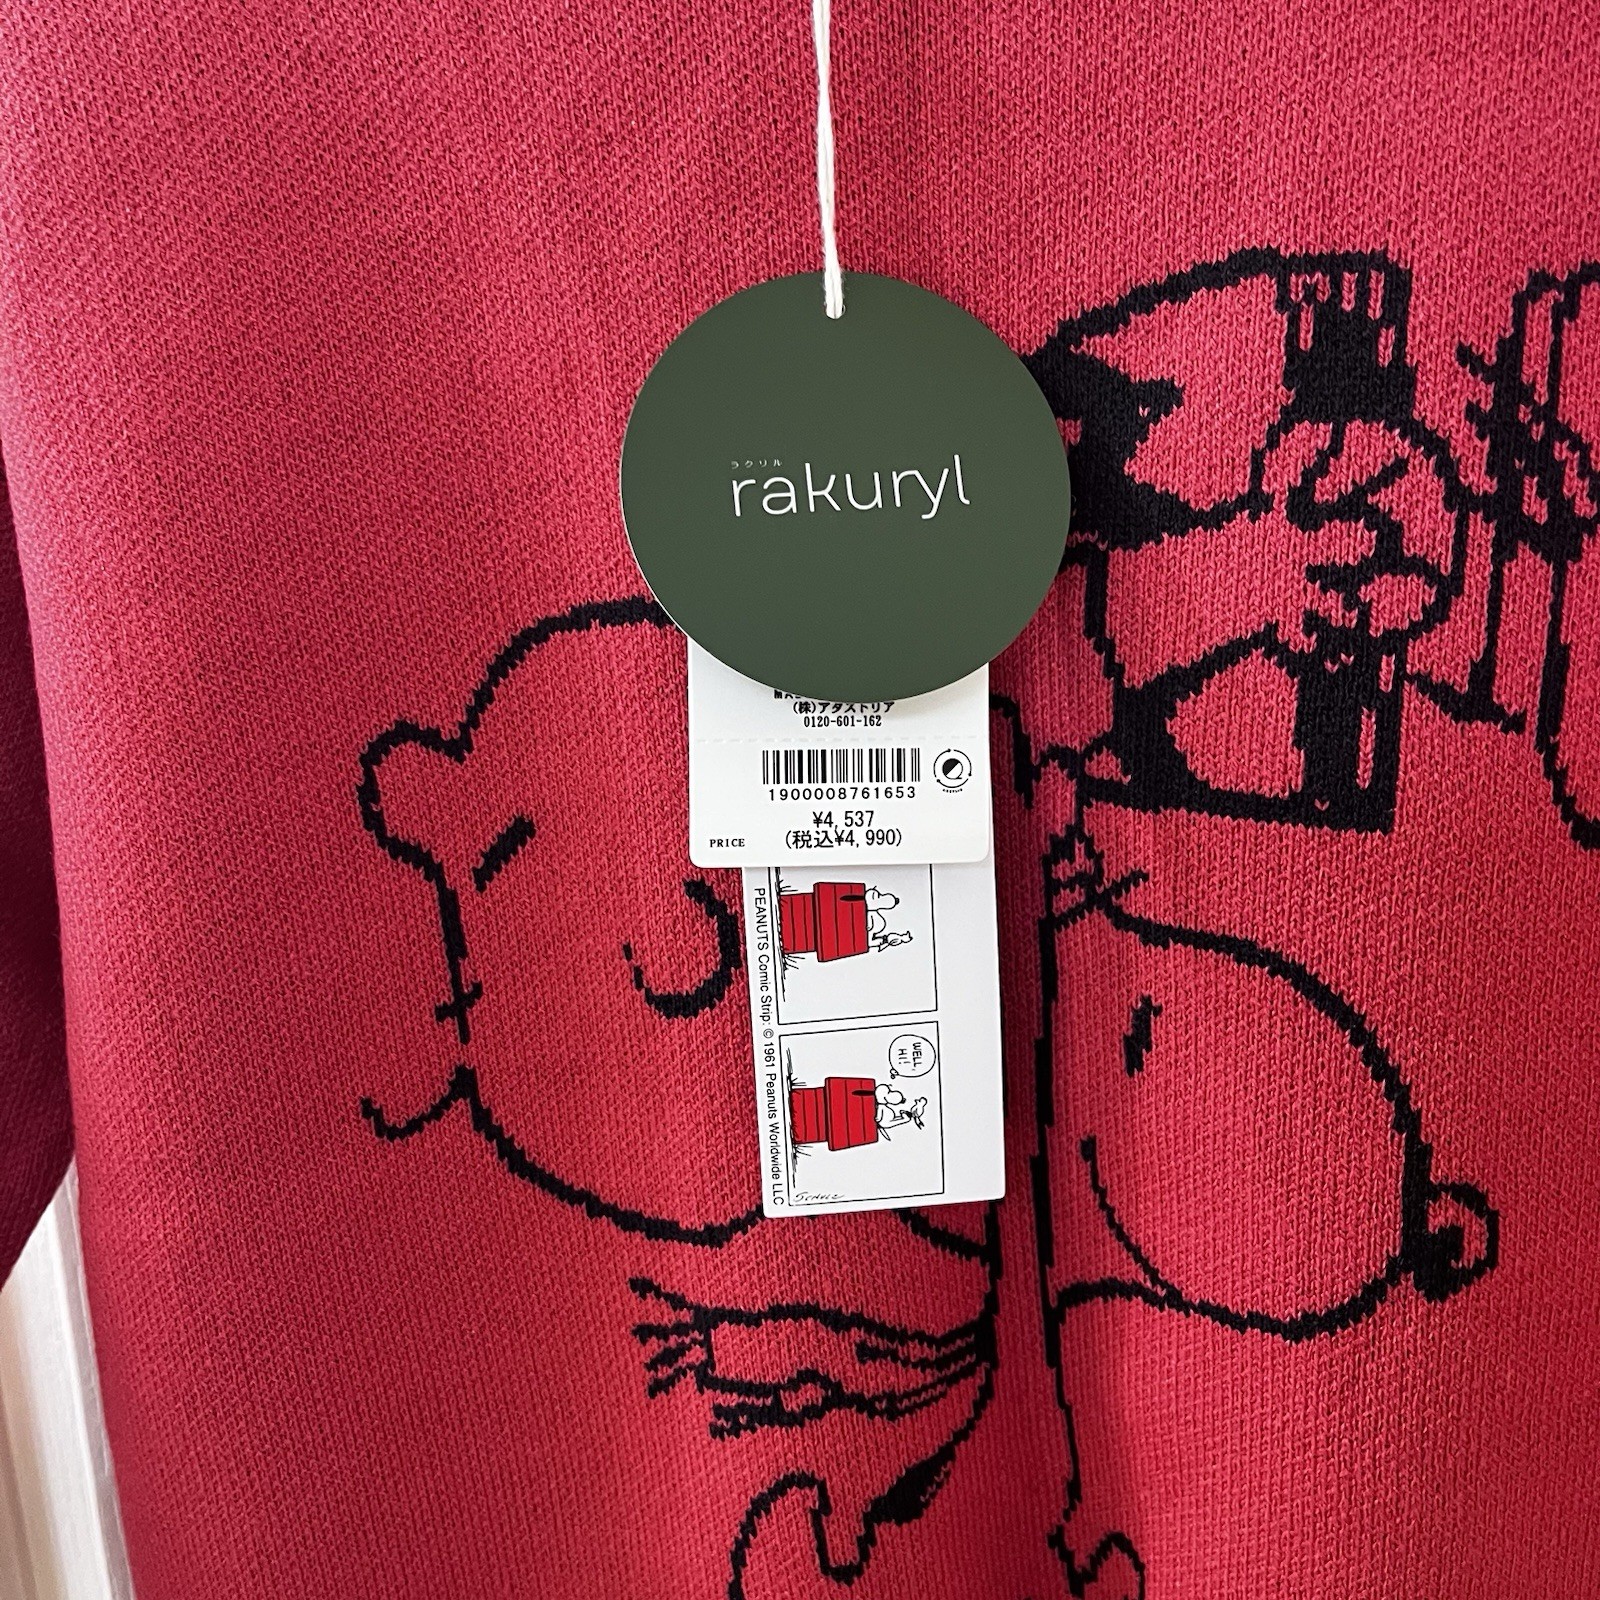 ラクリル
rakuryl
(株)アダストリア
0120-601-162
1900008761653
¥4,537
PRICE (税込¥4,990)
PEANUTS Comic Strip: © 1961 Peanuts Worldwide LLC
WELL,
HI!
SCHULZ